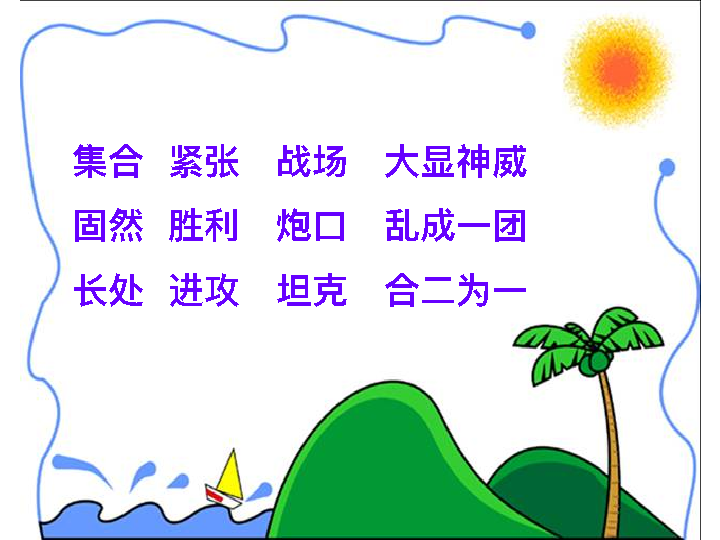 集合 紧张 战场 大显神威
固然 胜利 炮口 乱成一团
长处 进攻 坦克 合二为一